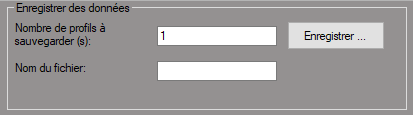 Enregistrer des données
Nombre de profils à
sauvegarder (s):
1
Enregistrer ...
Nom du fichier: